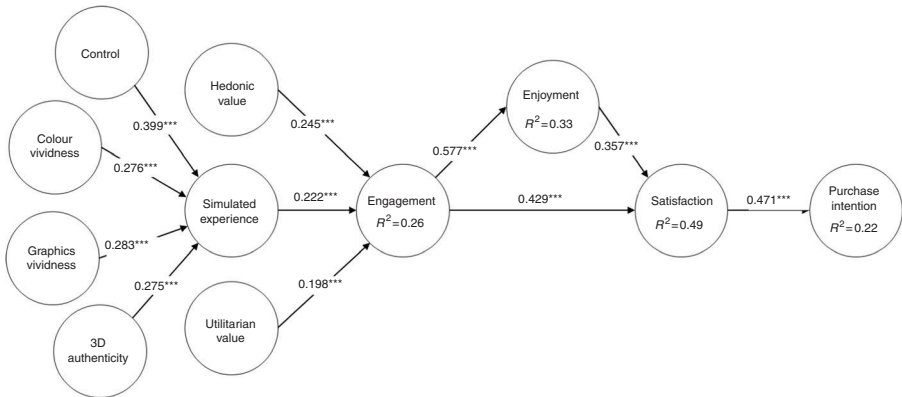 Control
0.399***
Colour
vividness
0.276***
Graphics
vividness
0.283***
3D
authenticity
0.275***
Simulated
experience
0.222***
Hedonic
value
0.245***
Utilitarian
value
0.198***
Engagement
R²=0.26
0.577***
Enjoyment
R²=0.33
0.357***
0.429***
Satisfaction
R²=0.49
0.471***
Purchase
intention
R²=0.22